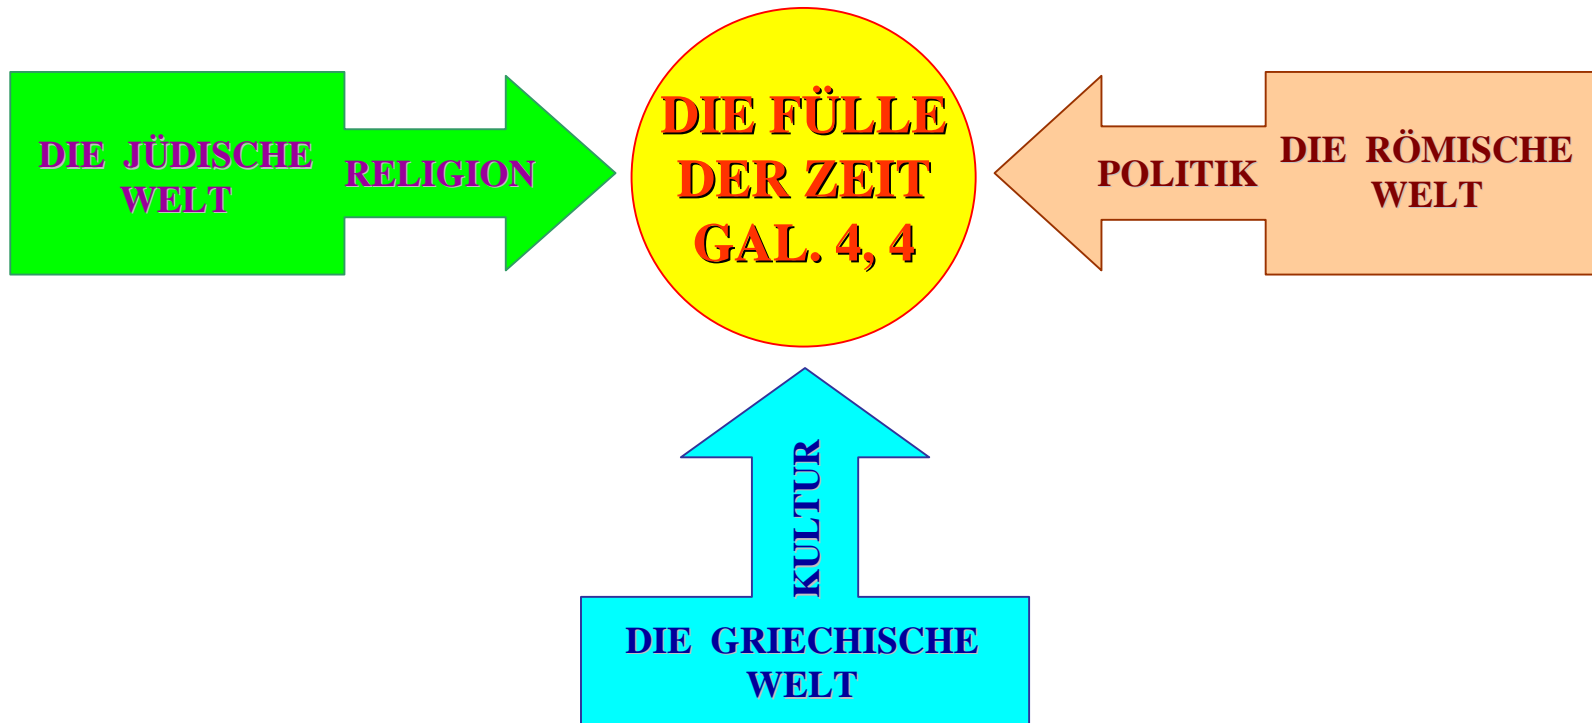 DIE JÜDISCHE
WELT
RELIGION
DIE FÜLLE
DER ZEIT
GAL. 4, 4
POLITIK
DIE RÖMISCHE
WELT
KULTUR
DIE GRIECHISCHE
WELT